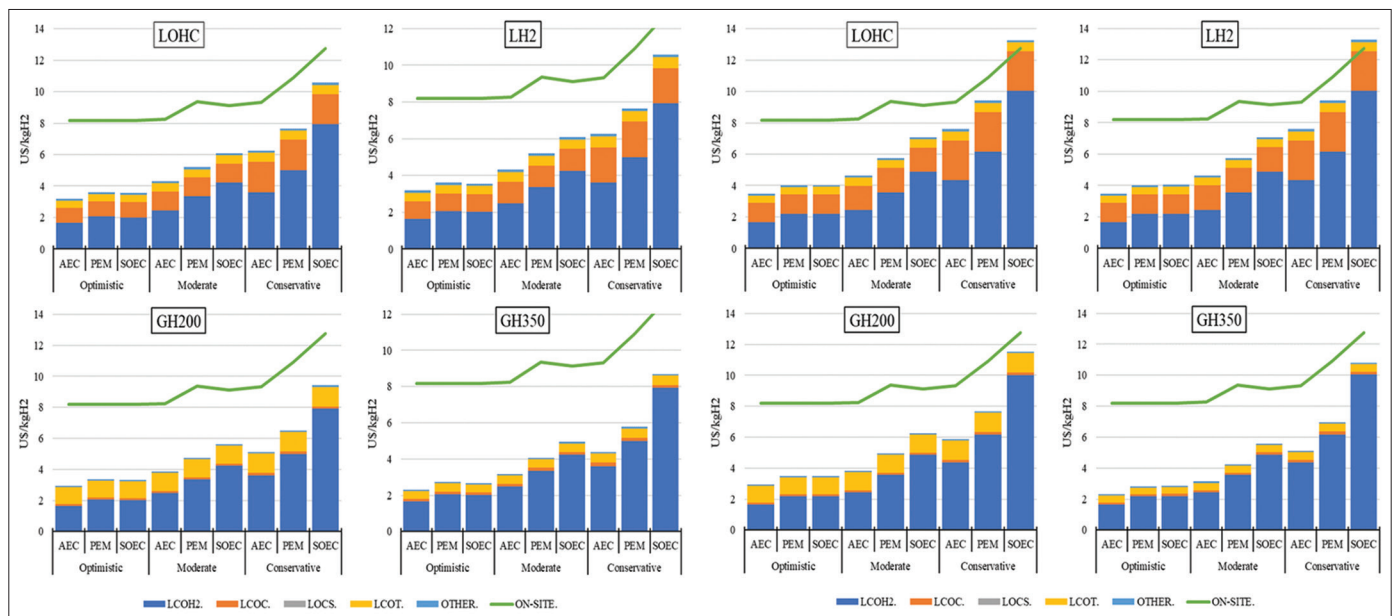 LOHC
14
12
10
8
6
4
2
0
US/kgH2
AEC PEM SOEC AEC PEM SOEC AEC PEM SOEC
Optimistic Moderate Conservative
LH2
12
10
8
6
4
2
0
US/kgH2
AEC PEM SOEC AEC PEM SOEC AEC PEM SOEC
Optimistic Moderate Conservative
LOHC
14
12
10
8
6
4
2
0
US/kgH2
AEC PEM SOEC AEC PEM SOEC AEC PEM SOEC
Optimistic Moderate Conservative
LH2
14
12
10
8
6
4
2
0
US/kgH2
AEC PEM SOEC AEC PEM SOEC AEC PEM SOEC
Optimistic Moderate Conservative
GH200
14
12
10
8
6
4
2
0
US/kgH2
AEC PEM SOEC AEC PEM SOEC AEC PEM SOEC
Optimistic Moderate Conservative
GH350
12
10
8
6
4
2
0
US/kgH2
AEC PEM SOEC AEC PEM SOEC AEC PEM SOEC
Optimistic Moderate Conservative
GH200
14
12
10
8
6
4
2
0
US/kgH2
AEC PEM SOEC AEC PEM SOEC AEC PEM SOEC
Optimistic Moderate Conservative
GH350
14
12
10
8
6
4
2
0
US/kgH2
AEC PEM SOEC AEC PEM SOEC AEC PEM SOEC
Optimistic Moderate Conservative
LCOH2. LCOC. LOCS. LCOT. OTHER. ON-SITE.
LCOH2. LCOC. LOCS. LCOT. OTHER. ON-SITE.